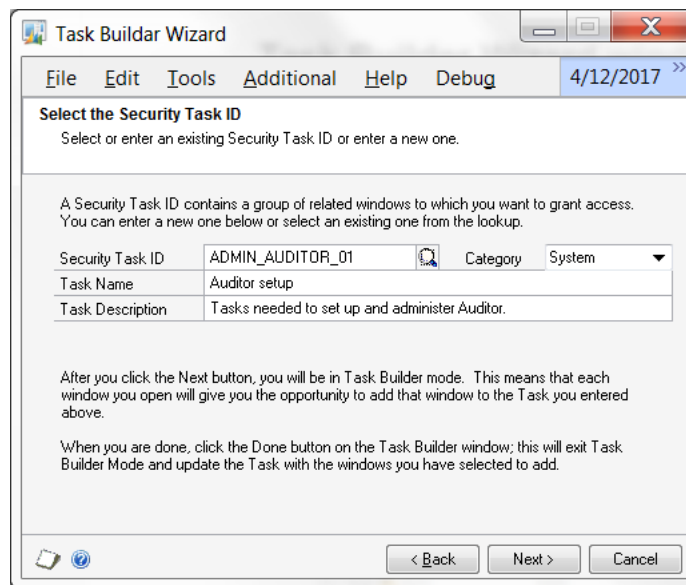 Task Buildar Wizard
File Edit Tools Additional Help Debug 4/12/2017 »
Select the Security Task ID
Select or enter an existing Security Task ID or enter a new one.
A Security Task ID contains a group of related windows to which you want to grant access.
You can enter a new one below or select an existing one from the lookup.
Security Task ID ADMIN_AUDITOR_01 Category System
Task Name Auditor setup
Task Description Tasks needed to set up and administer Auditor.
After you click the Next button, you will be in Task Builder mode. This means that each
window you open will give you the opportunity to add that window to the Task you entered
above.
When you are done, click the Done button on the Task Builder window; this will exit Task
Builder Mode and update the Task with the windows you have selected to add.
< Back Next > Cancel